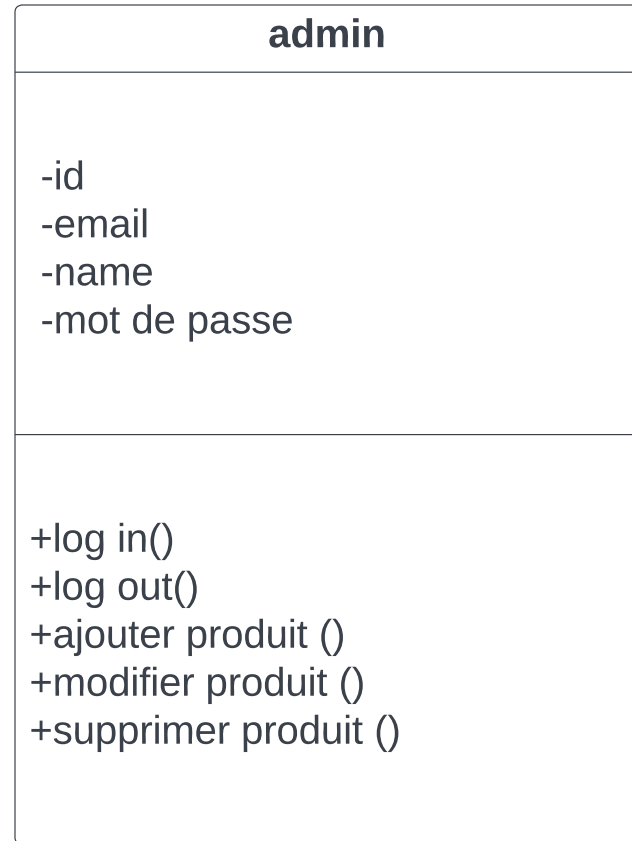 admin
-id
-email
-name
-mot de passe
+log in()
+log out()
+ajouter produit ()
+modifier produit ()
+supprimer produit ()